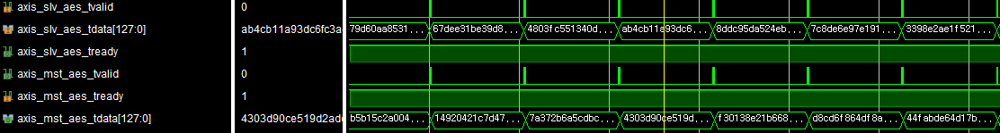 axis_slv_aes_tvalid 0
axis_slv_aes_tdata[127:0] ab4cb11a93dc6fc3a 79d60aa8531... 67dee31be39d8... 4803fc551340d... ab4cb11a93dc6... 8ddc95da524eb... 7c8de6e97e191... 3398e2ae1f521...
axis_slv_aes_tready 1
axis_mst_aes_tvalid 0
axis_mst_aes_tready 1
axis_mst_aes_tdata[127:0] 4303d90ce519d2ade b5b15c2a004... 14920421c7d47... 7a372b6a5cdbc... 4303d90ce519d... f30138e21b668... d8cd6f864df8a... 44fabde64d17b...